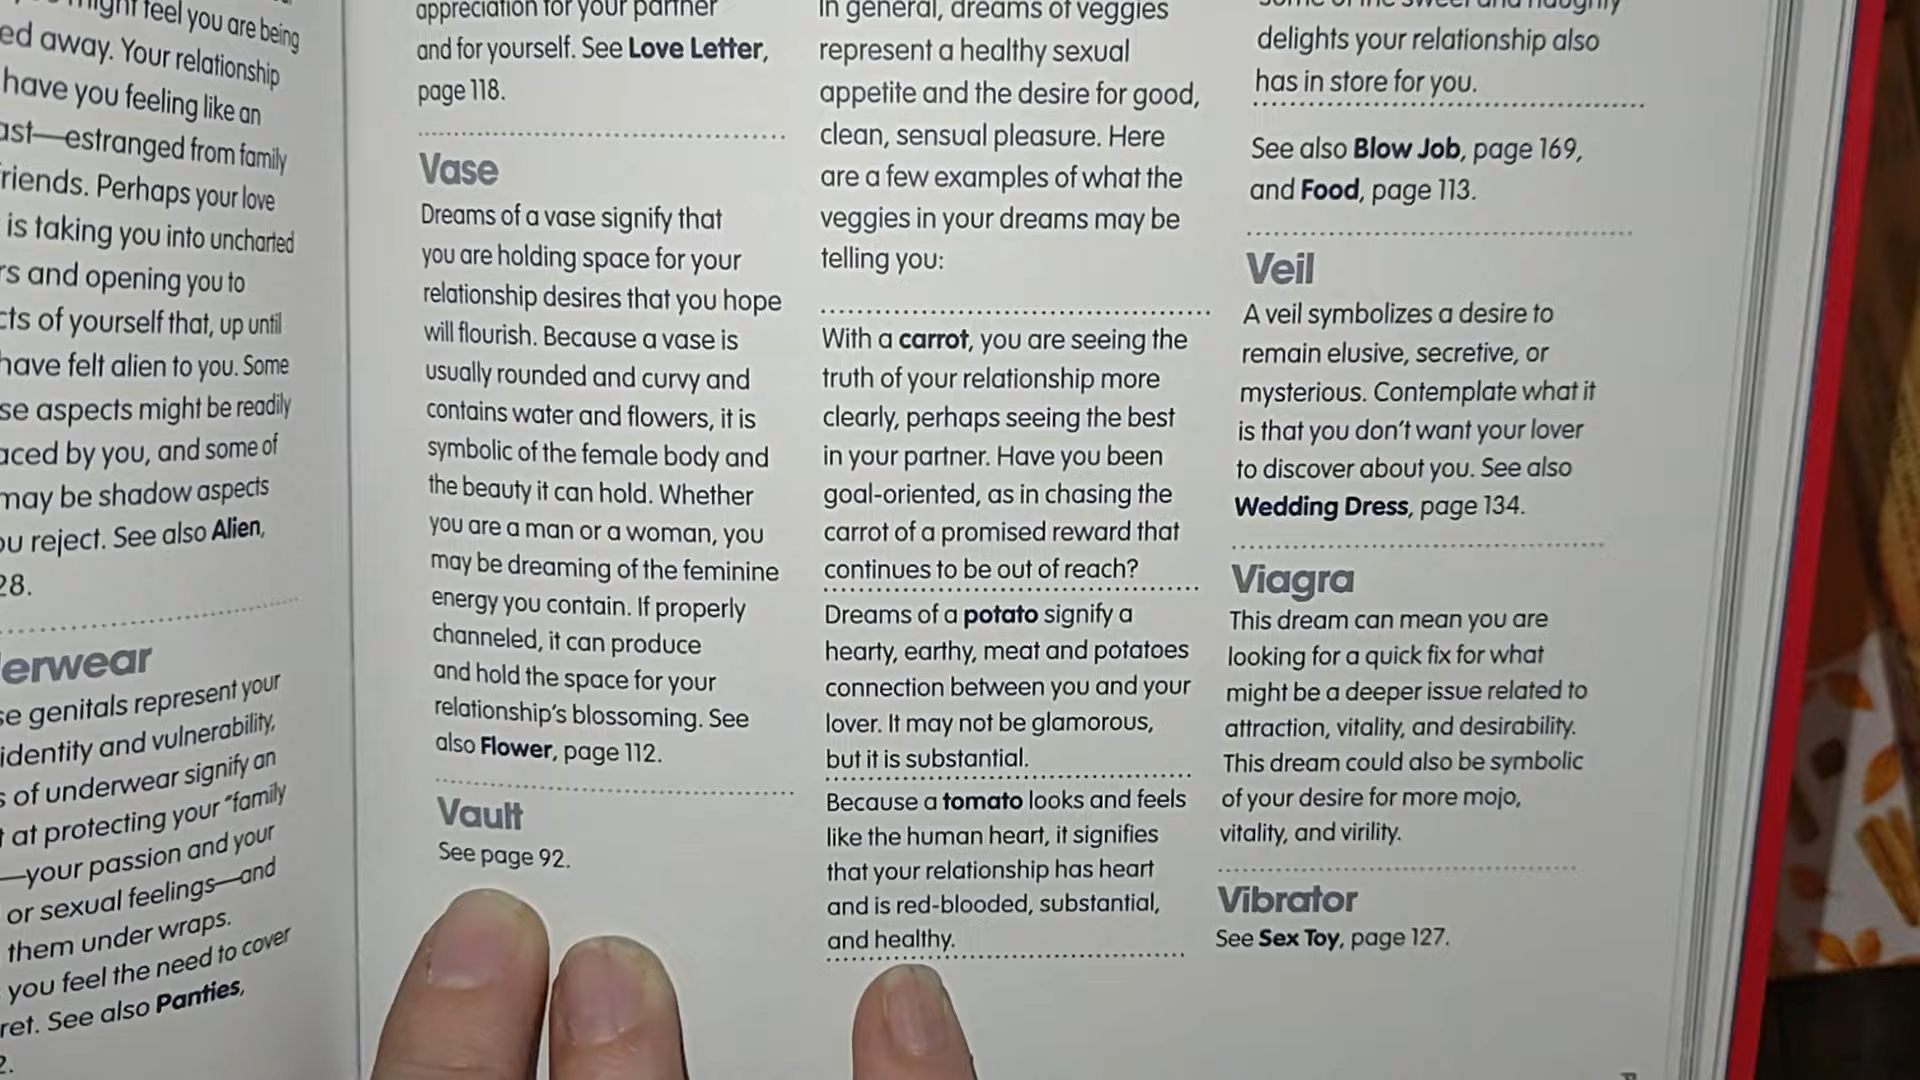 might feel you are being
ed away. Your relationship
have you feeling like an
ast—estranged from family
riends. Perhaps your love
is taking you into uncharted
rs and opening you to
cts of yourself that, up until
have felt alien to you. Some
se aspects might be readily
aced by you, and some of
may be shadow aspects
ou reject. See also Alien,
28.
erwear
se genitals represent your
identity and vulnerability,
s of underwear signify an
t at protecting your “family
—your passion and your
or sexual feelings—and
them under wraps.
you feel the need to cover
ret. See also Panties,
2.
appreciation for your partner
and for yourself. See Love Letter,
page 118.
Vase
Dreams of a vase signify that
you are holding space for your
relationship desires that you hope
will flourish. Because a vase is
usually rounded and curvy and
contains water and flowers, it is
symbolic of the female body and
the beauty it can hold. Whether
you are a man or a woman, you
may be dreaming of the feminine
energy you contain. If properly
channeled, it can produce
and hold the space for your
relationship’s blossoming. See
also Flower, page 112.
Vault
See page 92.
In general, dreams of veggies
represent a healthy sexual
appetite and the desire for good,
clean, sensual pleasure. Here
are a few examples of what the
veggies in your dreams may be
telling you:
With a carrot, you are seeing the
truth of your relationship more
clearly, perhaps seeing the best
in your partner. Have you been
goal-oriented, as in chasing the
carrot of a promised reward that
continues to be out of reach?
Dreams of a potato signify a
hearty, earthy, meat and potatoes
connection between you and your
lover. It may not be glamorous,
but it is substantial.
Because a tomato looks and feels
like the human heart, it signifies
that your relationship has heart
and is red-blooded, substantial,
and healthy.
some of the sweet and naughty
delights your relationship also
has in store for you.
See also Blow Job, page 169,
and Food, page 113.
Veil
A veil symbolizes a desire to
remain elusive, secretive, or
mysterious. Contemplate what it
is that you don’t want your lover
to discover about you. See also
Wedding Dress, page 134.
Viagra
This dream can mean you are
looking for a quick fix for what
might be a deeper issue related to
attraction, vitality, and desirability.
This dream could also be symbolic
of your desire for more mojo,
vitality, and virility.
Vibrator
See Sex Toy, page 127.